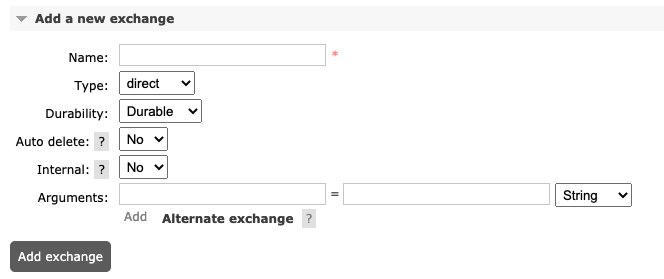 Add a new exchange
Name: *
Type: direct
Durability: Durable
Auto delete: ? No
Internal: ? No
Arguments: = String
Add Alternate exchange ?
Add exchange